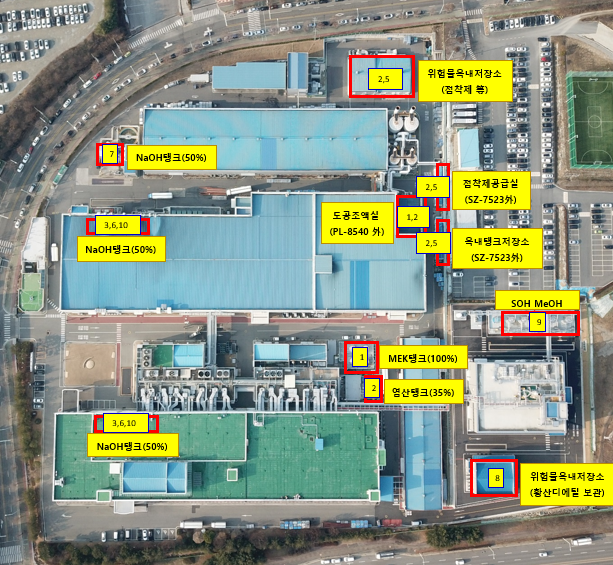 2,5
위험물옥내저장소
(점착제 등)
7
NaOH탱크(50%)
2,5
점착제공급실
(SZ-7523外)
3,6,10
NaOH탱크(50%)
도공조액실
(PL-8540 外)
1,2
2,5
옥내탱크저장소
(SZ-7523外)
SOH MeOH
9
1
MEK탱크(100%)
2
염산탱크(35%)
3,6,10
NaOH탱크(50%)
8
위험물옥내저장소
(황산디에틸 보관)